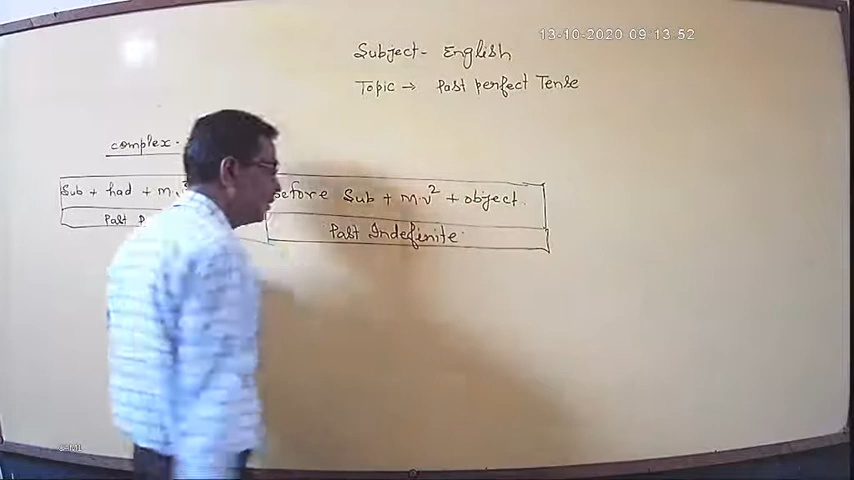 13-10-2020 09:13:52
Subject- English
Topic → Past perfect Tense
complex
Sub + had + m.v before Sub + m.v² + object.
Past Past Indefinite